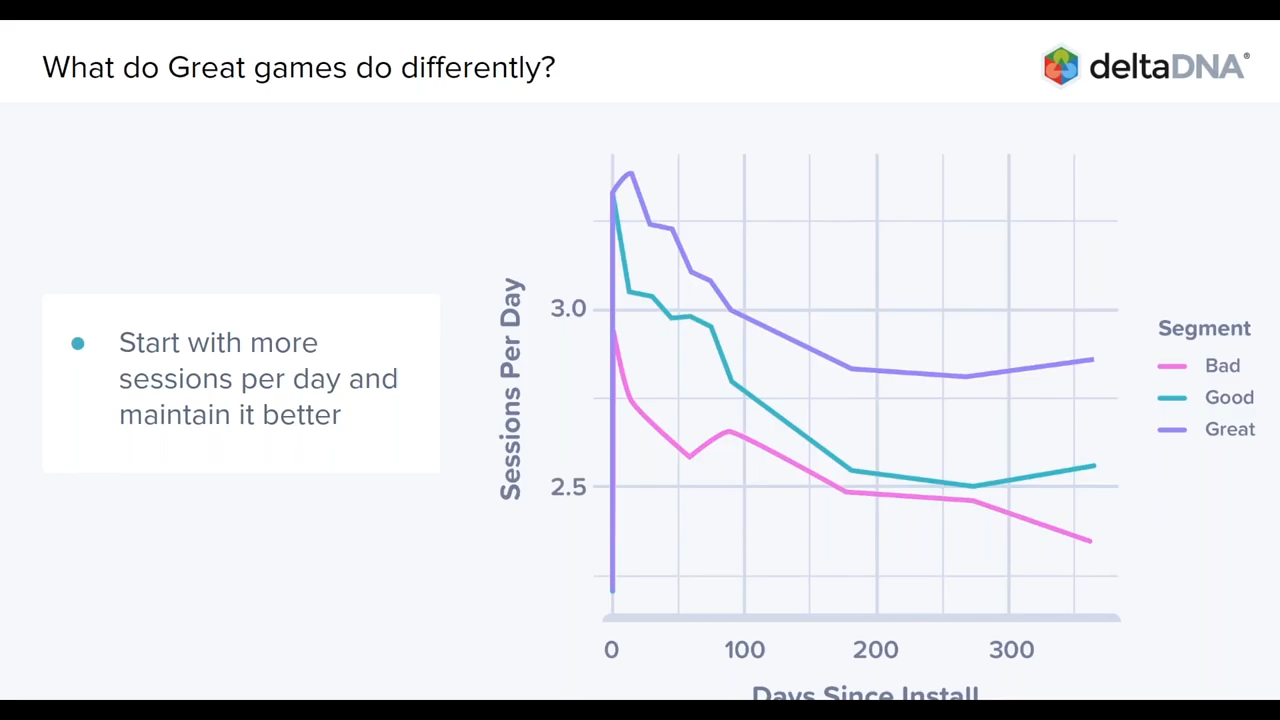 What do Great games do differently?
deltaDNA®
Start with more
sessions per day and
maintain it better
Sessions Per Day
3.0
2.5
0 100 200 300
Days Since Install
Segment
Bad
Good
Great